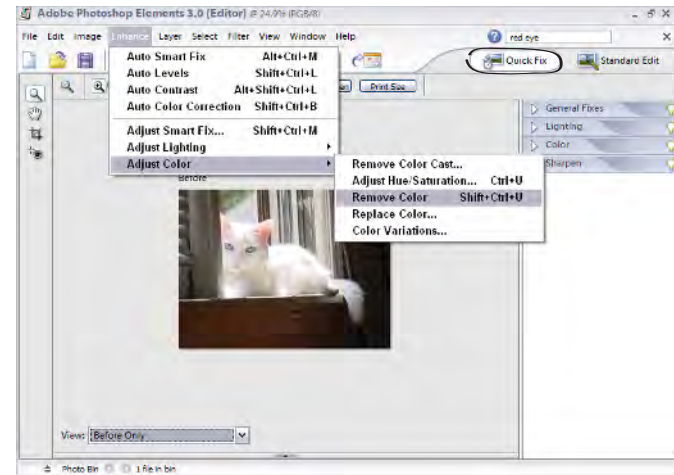 Adobe Photoshop Elements 3.0 (Editor) @ 24.0% (RGB/8)
File Edit Image Enhance Layer Select Filter View Window Help red eye
Quick Fix Standard Edit
Auto Smart Fix Alt+Ctrl+M
Auto Levels Shift+Ctrl+L
Auto Contrast Alt+Shift+Ctrl+L
Auto Color Correction Shift+Ctrl+B
Print Size
Adjust Smart Fix... Shift+Ctrl+M
Adjust Lighting
Adjust Color
General Fixes
Lighting
Color
Sharpen
Remove Color Cast...
Adjust Hue/Saturation... Ctrl+U
Remove Color Shift+Ctrl+U
Replace Color...
Color Variations...
Before
View: Before Only
Photo Bin 1 file in bin